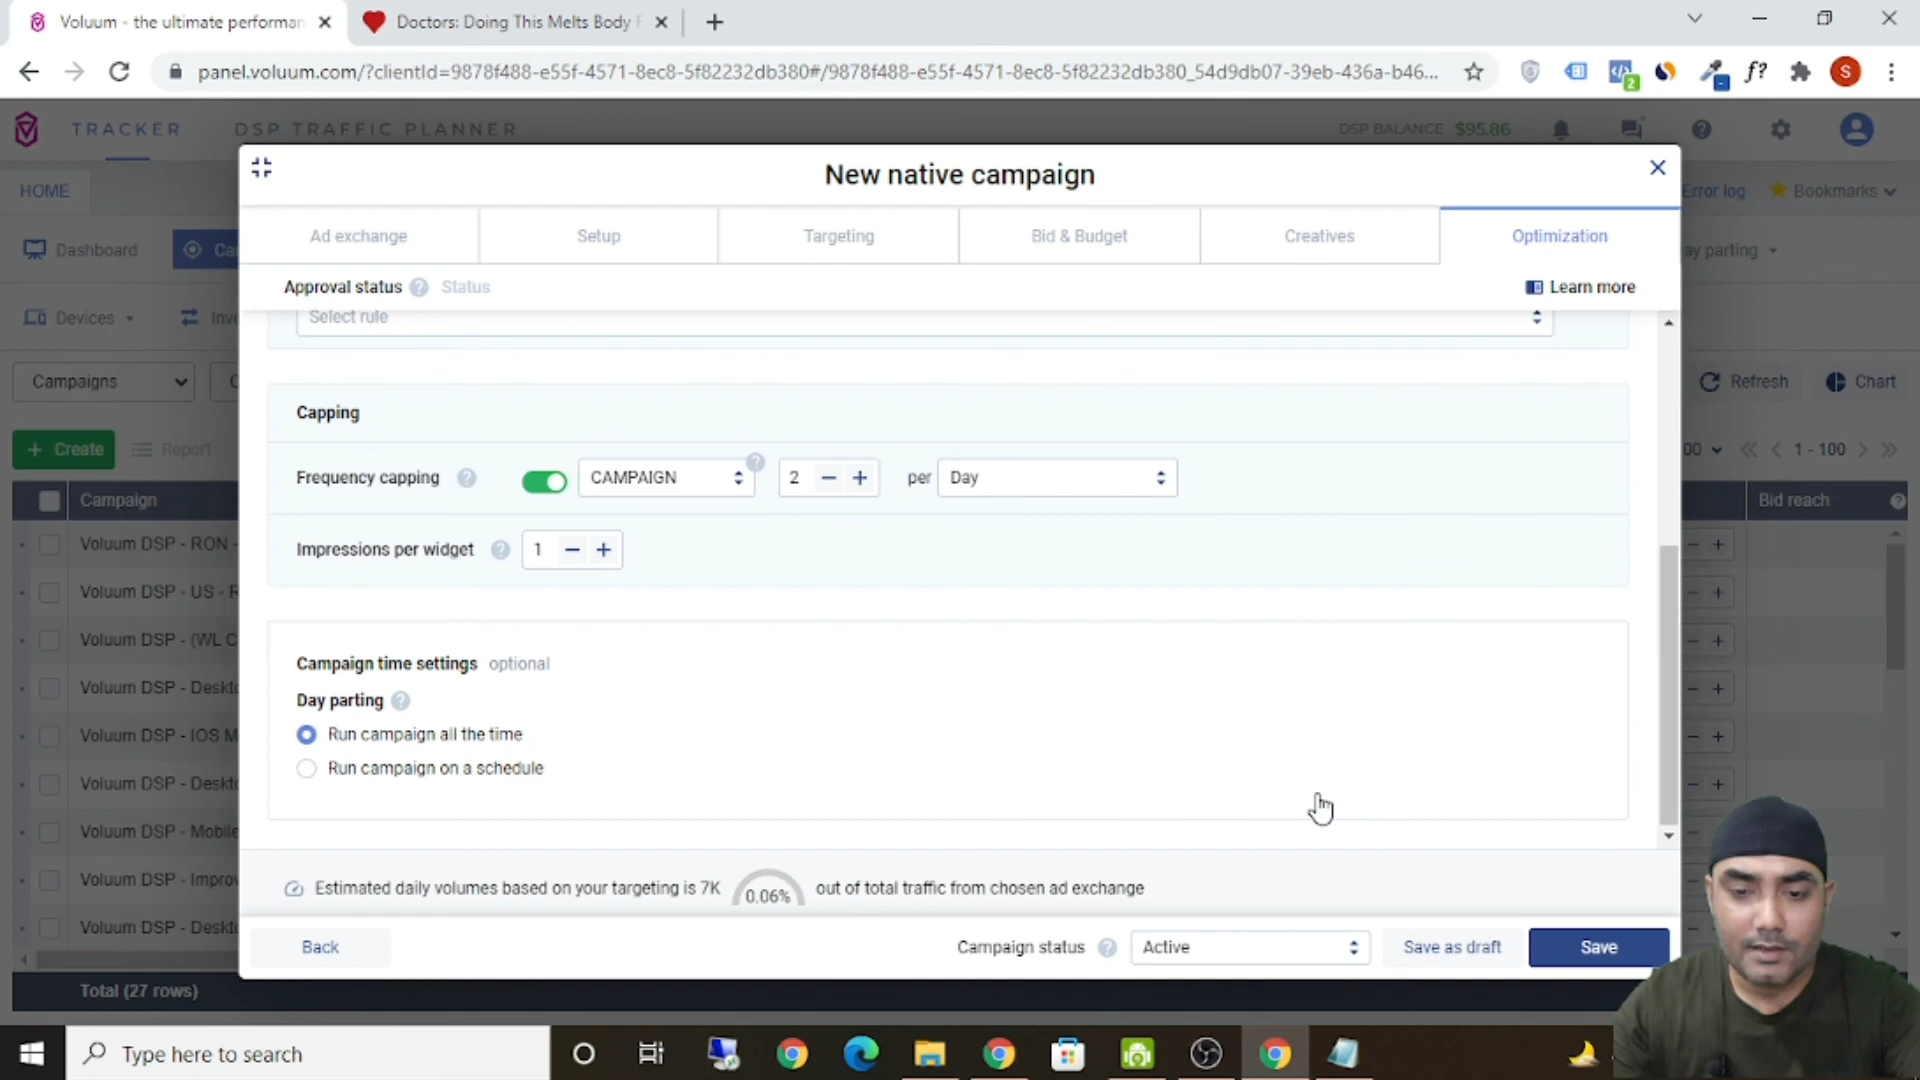 Voluum - the ultimate performan
Doctors: Doing This Melts Body F
panel.voluum.com/?clientId=9878f488-e55f-4571-8ec8-5f82232db380#/9878f488-e55f-4571-8ec8-5f82232db380_54d9db07-39eb-436a-b46...
2
f?
S
TRACKER
DSP TRAFFIC PLANNER
DSP BALANCE $95.86
HOME
New native campaign
Error log
Bookmarks
Dashboard
Ad exchange
Setup
Targeting
Bid & Budget
Creatives
Optimization
ay parting
Approval status ? Status
Learn more
Devices
Select rule
Campaigns
Capping
Refresh
Chart
+ Create
Report
Frequency capping ? CAMPAIGN ? 2 − + per Day
00
1 - 100
Campaign
Bid reach ?
Voluum DSP - RON -
Impressions per widget ? 1 − +
Voluum DSP - US - R
Voluum DSP - (WL C
Campaign time settings optional
Voluum DSP - Deskto
Day parting ?
Voluum DSP - IOS M
Run campaign all the time
Run campaign on a schedule
Voluum DSP - Deskto
Voluum DSP - Mobile
Voluum DSP - Improv
Estimated daily volumes based on your targeting is 7K 0.06% out of total traffic from chosen ad exchange
Voluum DSP - Deskto
Back
Campaign status ? Active
Save as draft
Save
Total (27 rows)
Type here to search